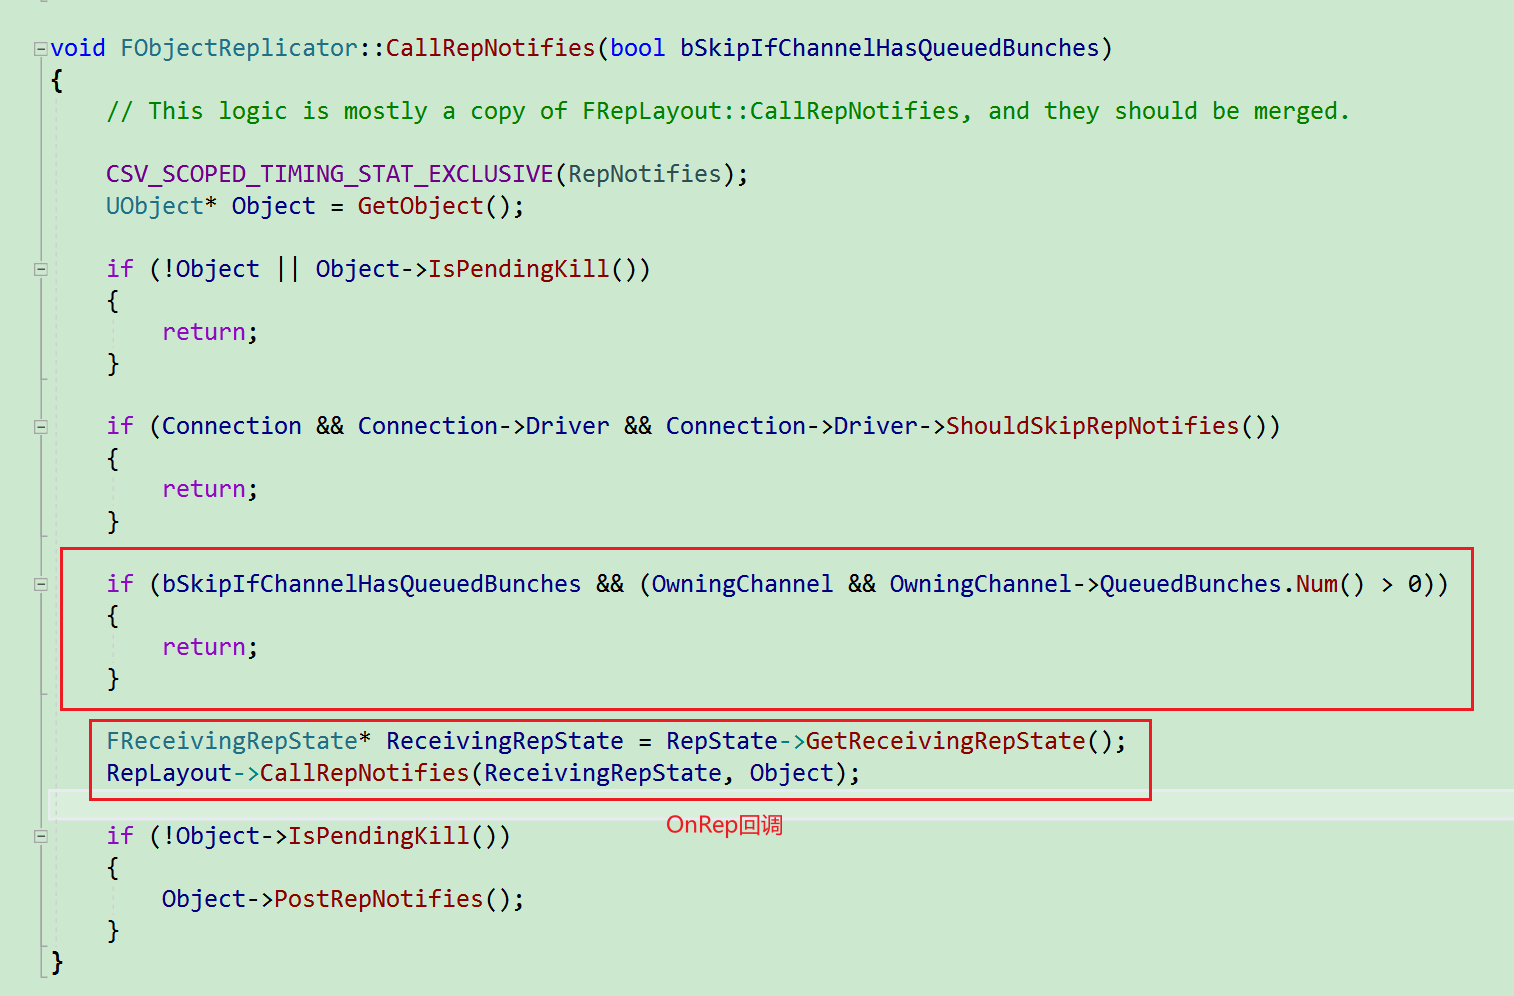 void FObjectReplicator::CallRepNotifies(bool bSkipIfChannelHasQueuedBunches)
{
    // This logic is mostly a copy of FRepLayout::CallRepNotifies, and they should be merged.
    CSV_SCOPED_TIMING_STAT_EXCLUSIVE(RepNotifies);
    UObject* Object = GetObject();
    if (!Object || Object->IsPendingKill())
    {
        return;
    }
    if (Connection && Connection->Driver && Connection->Driver->ShouldSkipRepNotifies())
    {
        return;
    }
    if (bSkipIfChannelHasQueuedBunches && (OwningChannel && OwningChannel->QueuedBunches.Num() > 0))
    {
        return;
    }
    FReceivingRepState* ReceivingRepState = RepState->GetReceivingRepState();
    RepLayout->CallRepNotifies(ReceivingRepState, Object);
OnRep回调
    if (!Object->IsPendingKill())
    {
        Object->PostRepNotifies();
    }
}